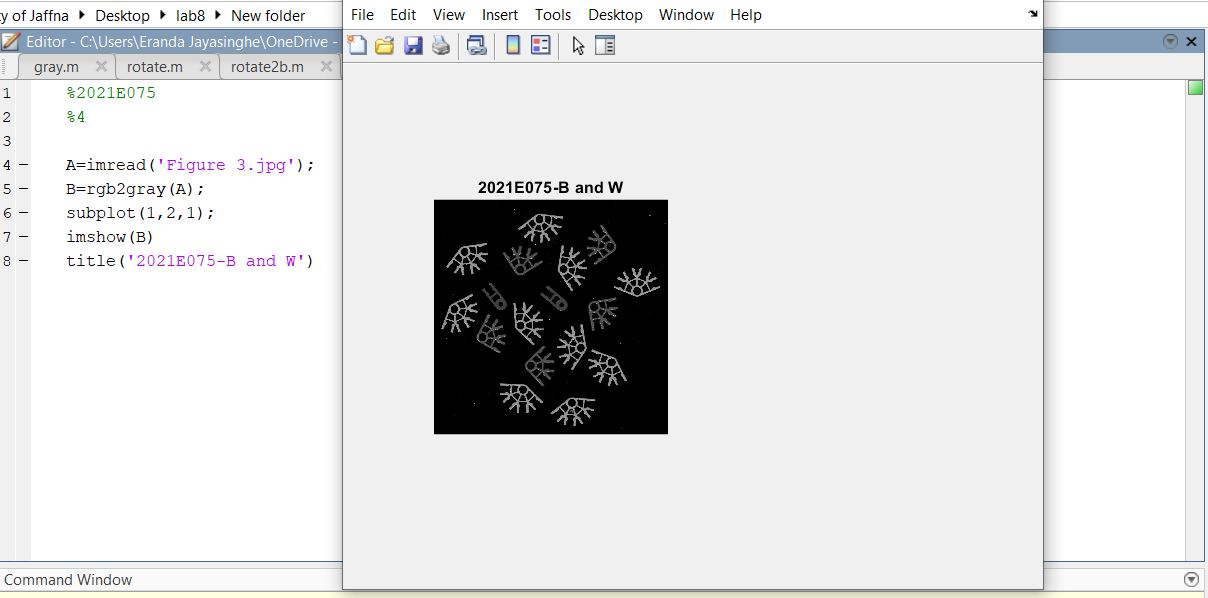 ty of Jaffna ▸ Desktop ▸ lab8 ▸ New folder
File Edit View Insert Tools Desktop Window Help
Editor - C:\Users\Eranda Jayasinghe\OneDrive -
gray.m rotate.m rotate2b.m
1 %2021E075
2 %4
3
4 – A=imread('Figure 3.jpg');
5 – B=rgb2gray(A);
6 – subplot(1,2,1);
7 – imshow(B)
8 – title('2021E075-B and W')
2021E075-B and W
Command Window